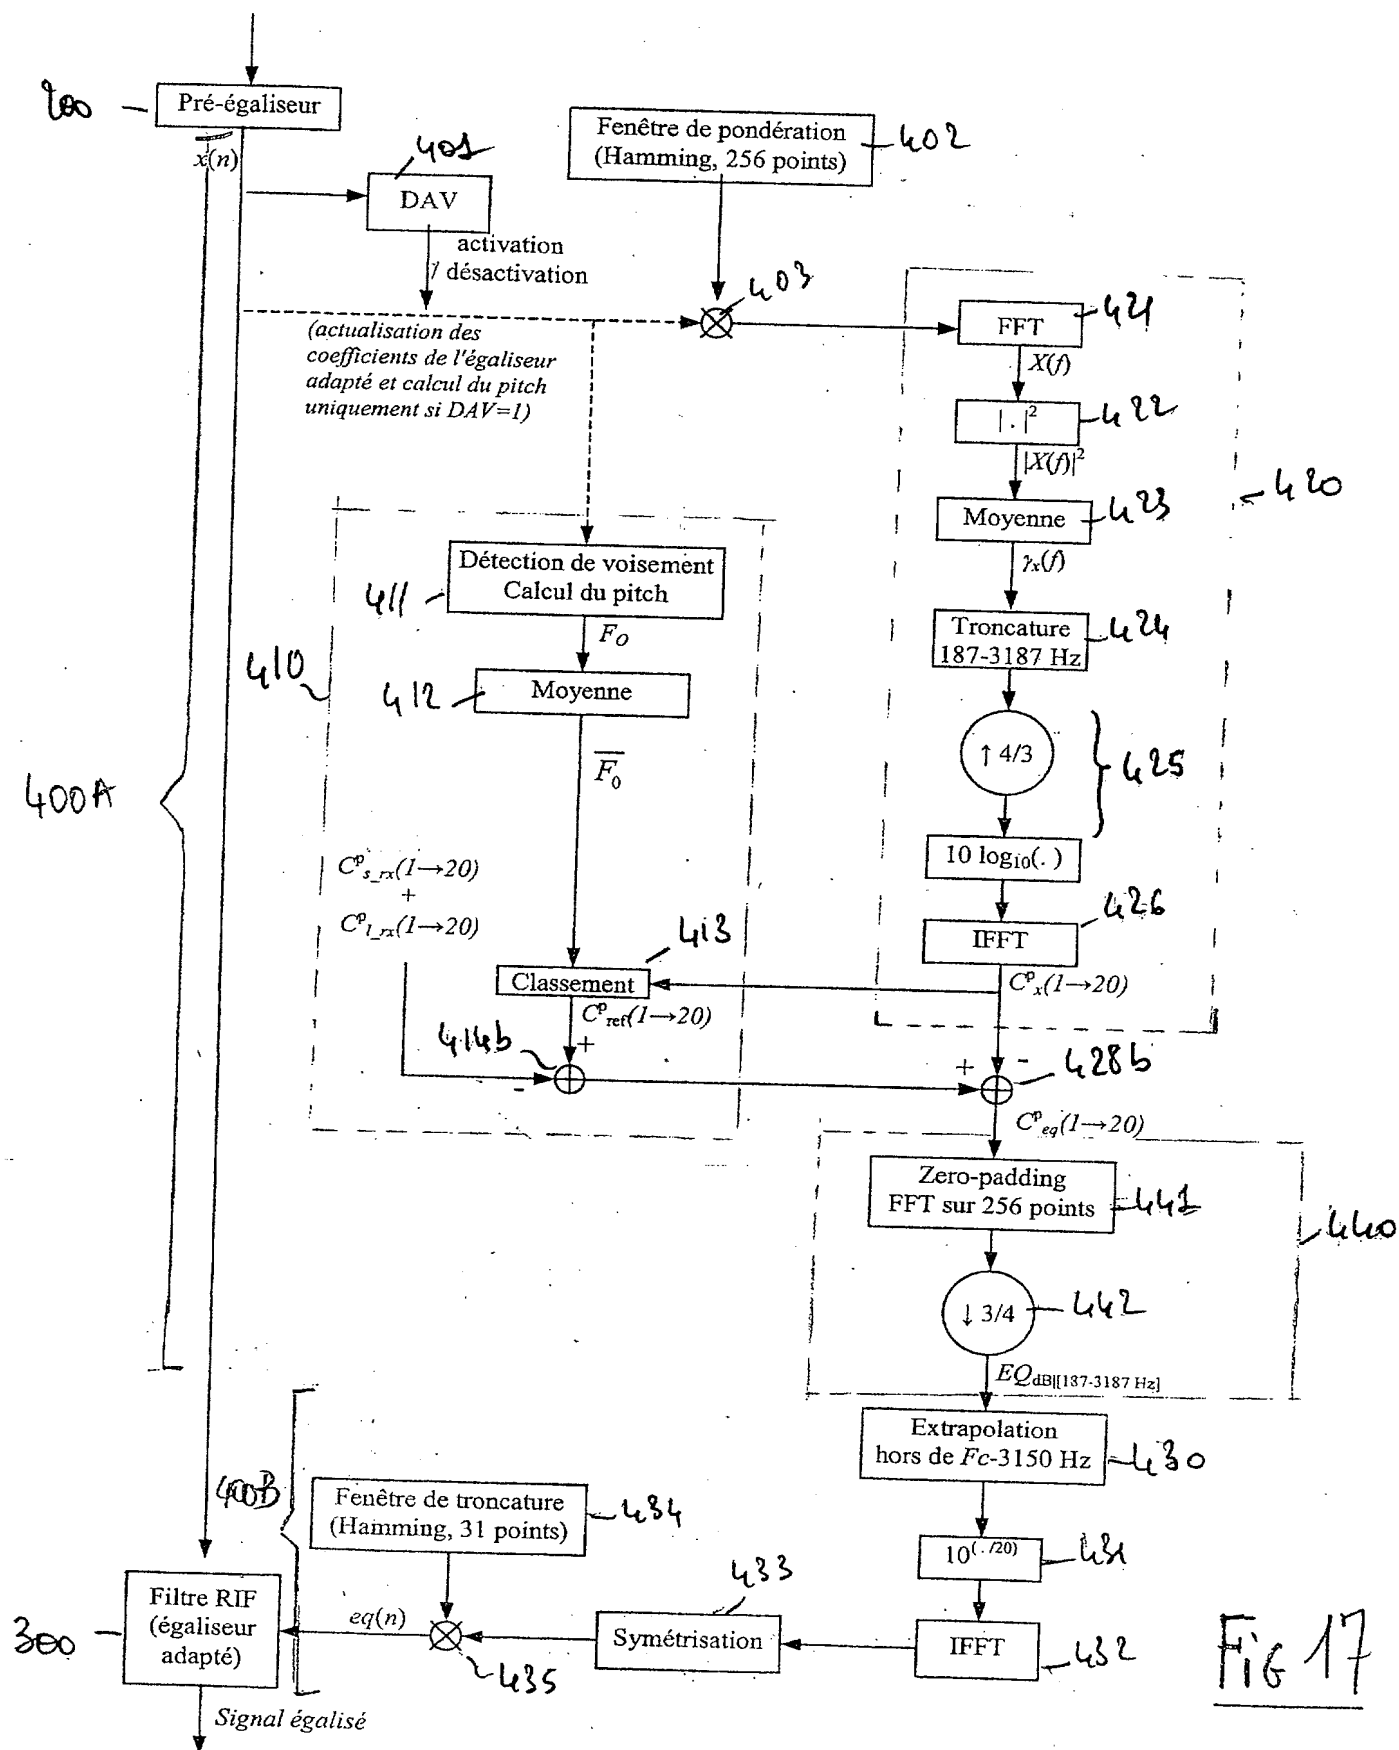 200
Pré-égaliseur
x(n)
401
DAV
activation
/ désactivation
Fenêtre de pondération
(Hamming, 256 points)
402
403
(actualisation des
coefficients de l'égaliseur
adapté et calcul du pitch
uniquement si DAV=1)
FFT
421
X(f)
| . |²
422
|X(f)|²
Moyenne
423
γx(f)
420
Troncature
187-3187 Hz
424
↑ 4/3
425
10 log10(. )
IFFT
426
Cᵖx(1→20)
Détection de voisement
Calcul du pitch
411
F0
410
Moyenne
412
F̅0
400A
Cᵖs_rx(1→20)
+
Cᵖl_rx(1→20)
Classement
413
Cᵖref(1→20)
414b
+
-
+
-
428b
Cᵖeq(1→20)
Zero-padding
FFT sur 256 points
441
440
↓ 3/4
442
EQdB|[187-3187 Hz]
Extrapolation
hors de Fc-3150 Hz
430
10^(. /20)
431
IFFT
432
Symétrisation
433
Fenêtre de troncature
(Hamming, 31 points)
434
435
eq(n)
400B
Filtre RIF
(égaliseur
adapté)
300
Signal égalisé
Fig 17